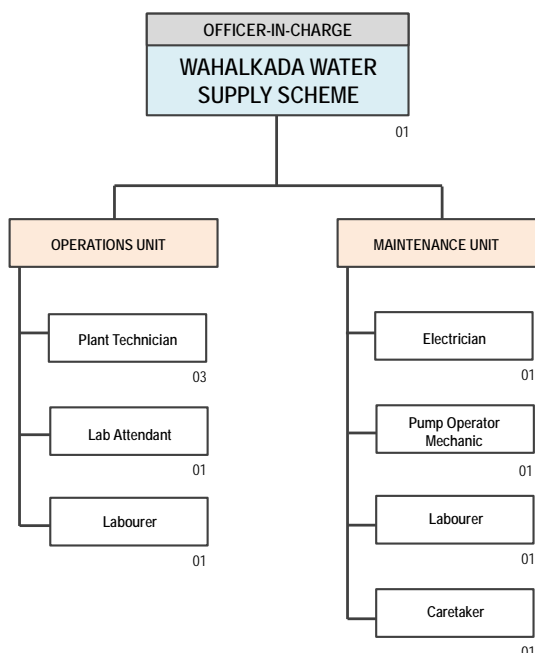 OFFICER-IN-CHARGE
WAHALKADA WATER
SUPPLY SCHEME
01
OPERATIONS UNIT
Plant Technician
03
Lab Attendant
01
Labourer
01
MAINTENANCE UNIT
Electrician
01
Pump Operator
Mechanic
01
Labourer
01
Caretaker
01